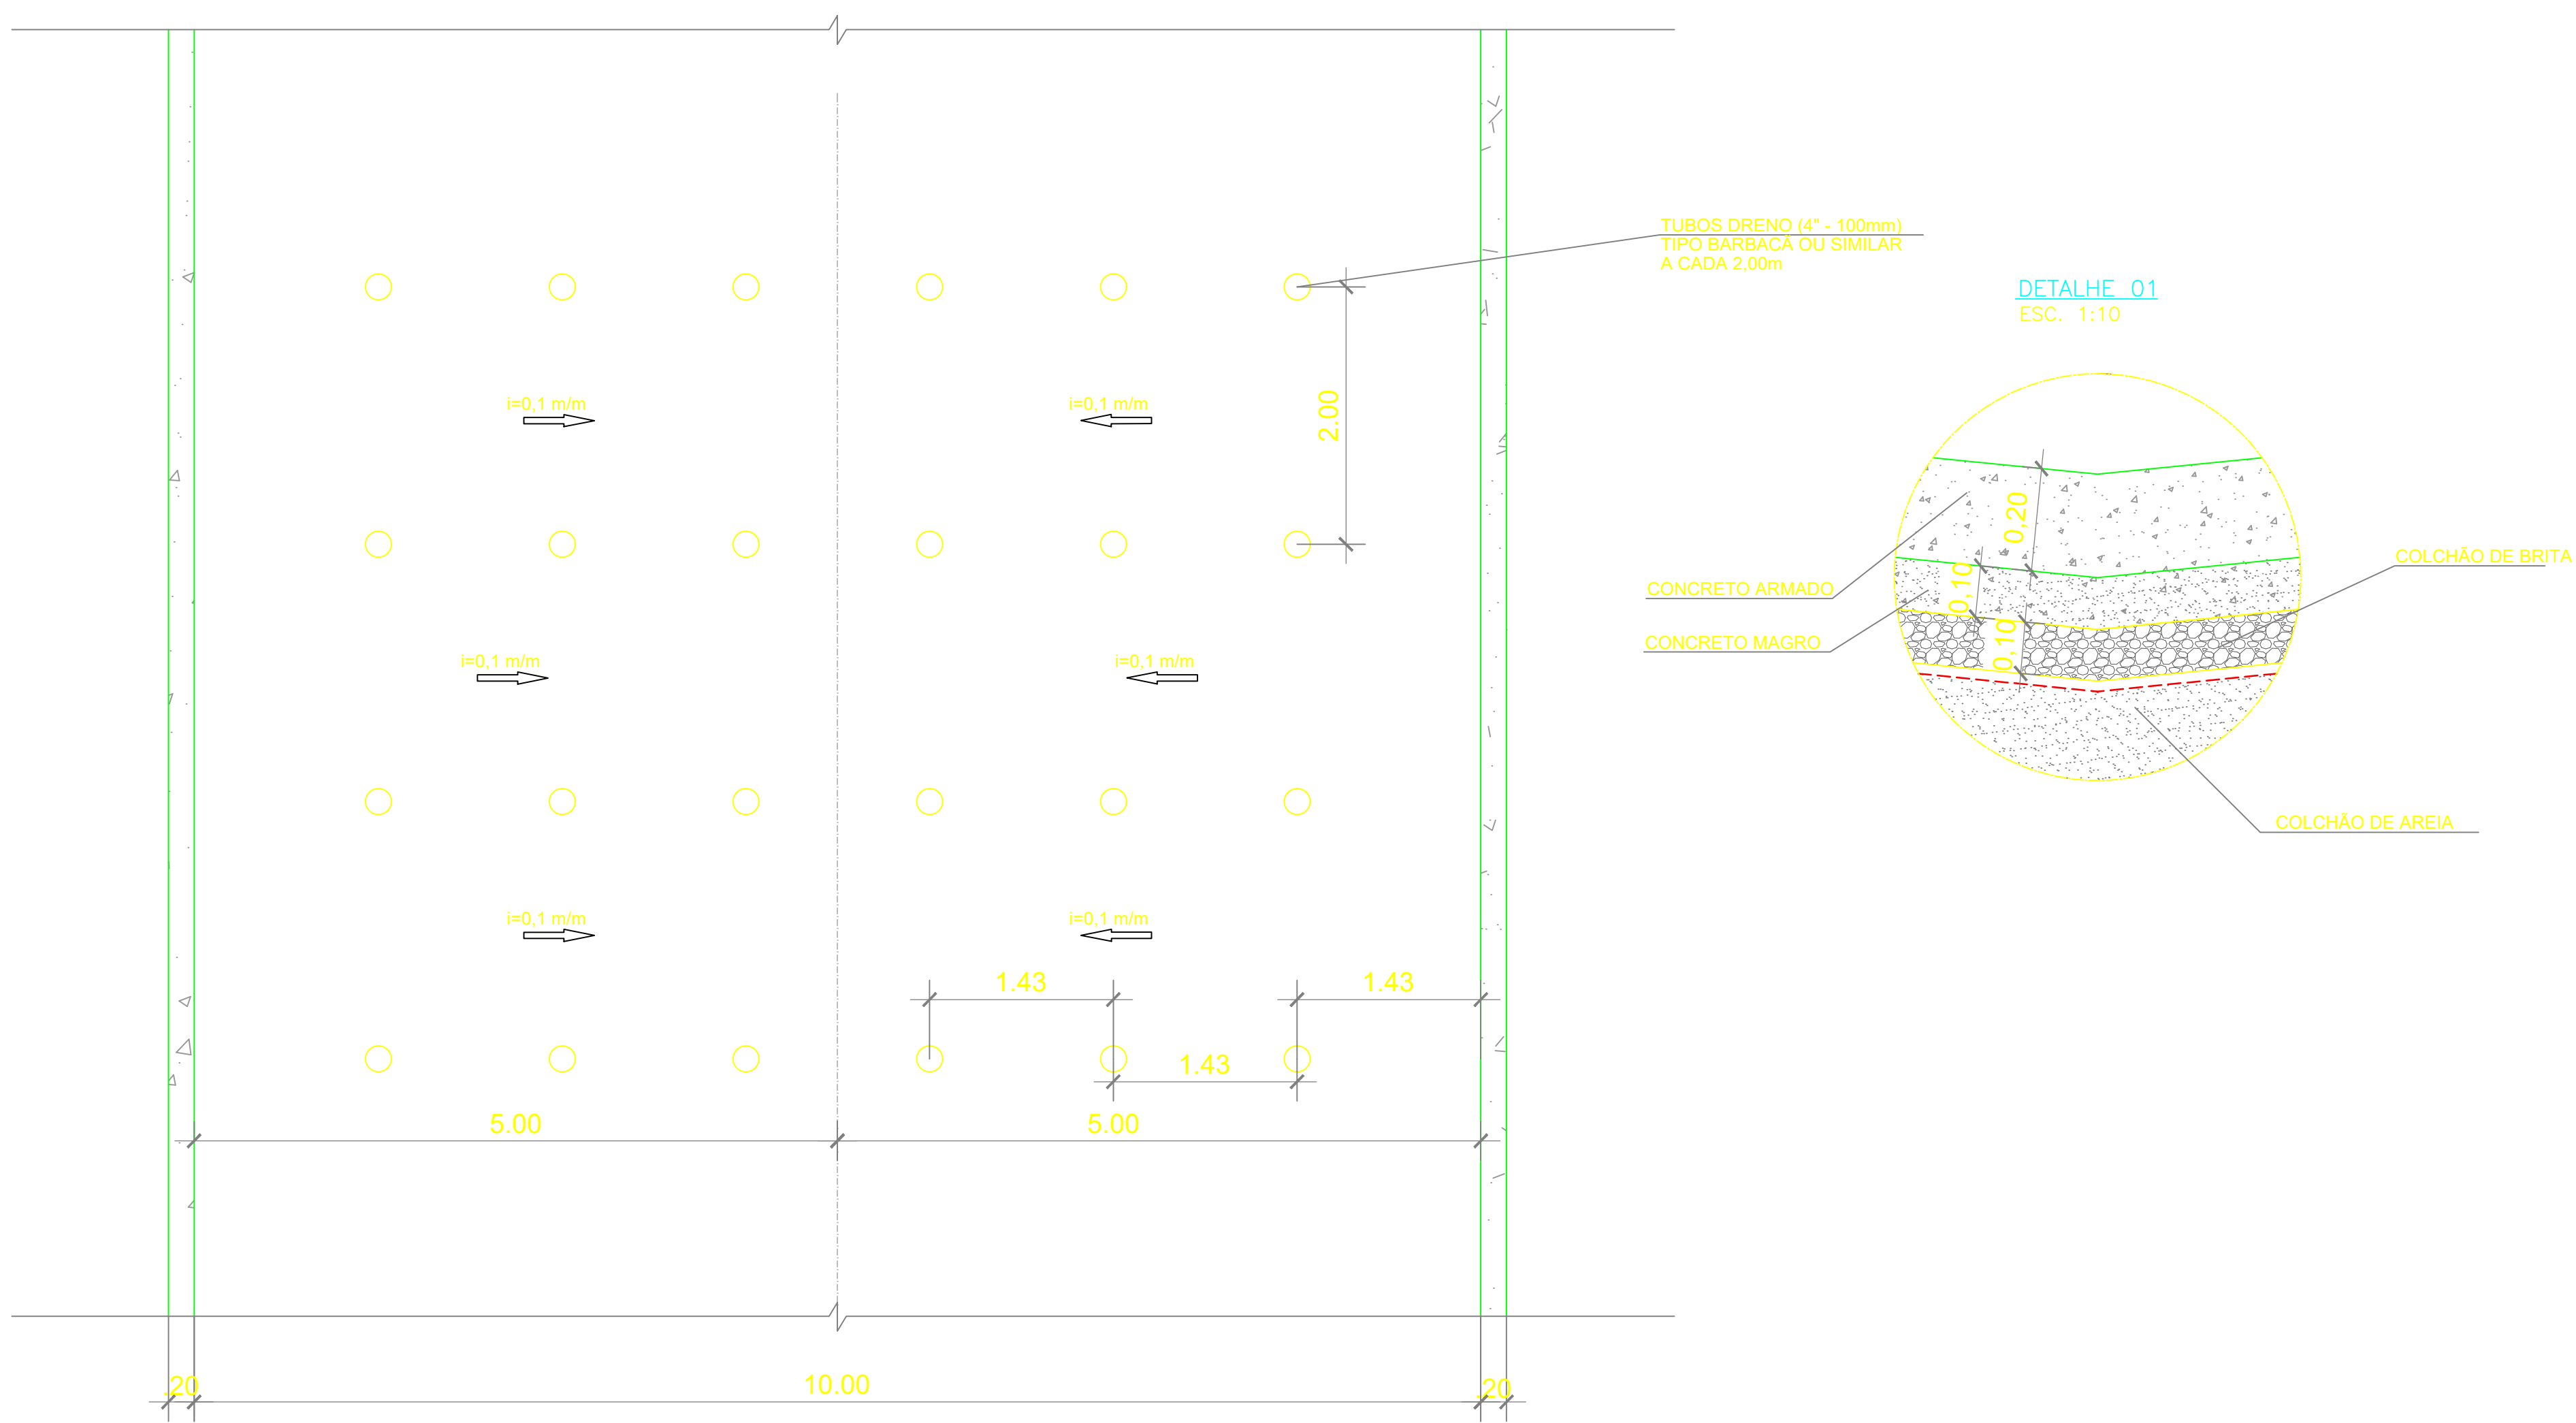 TUBOS DRENO (4" - 100mm)
TIPO BARBACÃ OU SIMILAR
A CADA 2,00m
DETALHE 01
ESC. 1:10
i=0,1 m/m
i=0,1 m/m
2.00
0,20
0,10
0,10
COLCHÃO DE BRITA
CONCRETO ARMADO
CONCRETO MAGRO
i=0,1 m/m
i=0,1 m/m
COLCHÃO DE AREIA
i=0,1 m/m
i=0,1 m/m
1.43
1.43
1.43
5.00
5.00
.20
10.00
.20